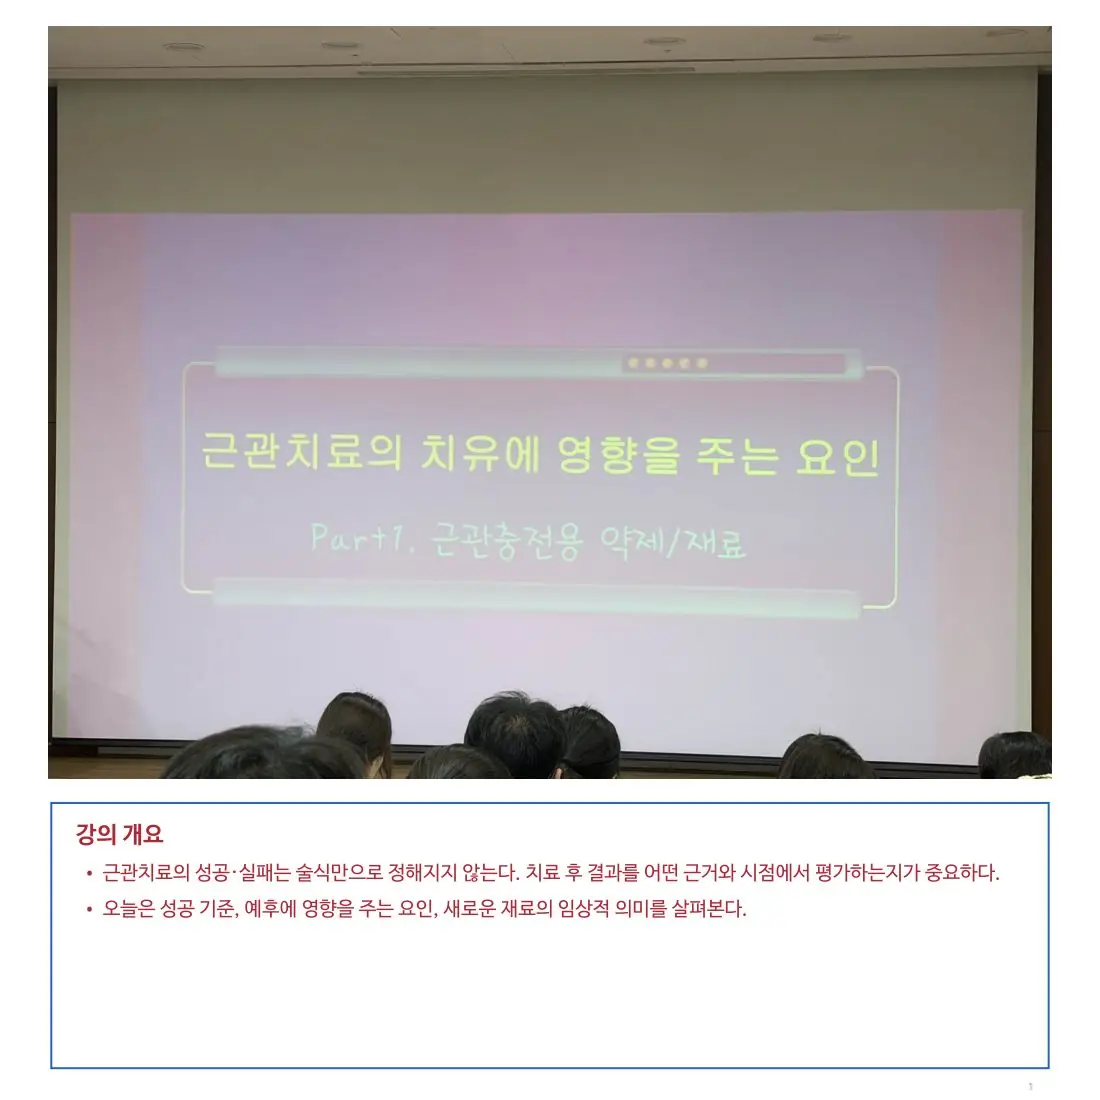 근관치료의 치유에 영향을 주는 요인
Part1. 근관충전용 약제/재료
강의 개요
• 근관치료의 성공·실패는 술식만으로 정해지지 않는다. 치료 후 결과를 어떤 근거와 시점에서 평가하는지가 중요하다.
• 오늘은 성공 기준, 예후에 영향을 주는 요인, 새로운 재료의 임상적 의미를 살펴본다.
1